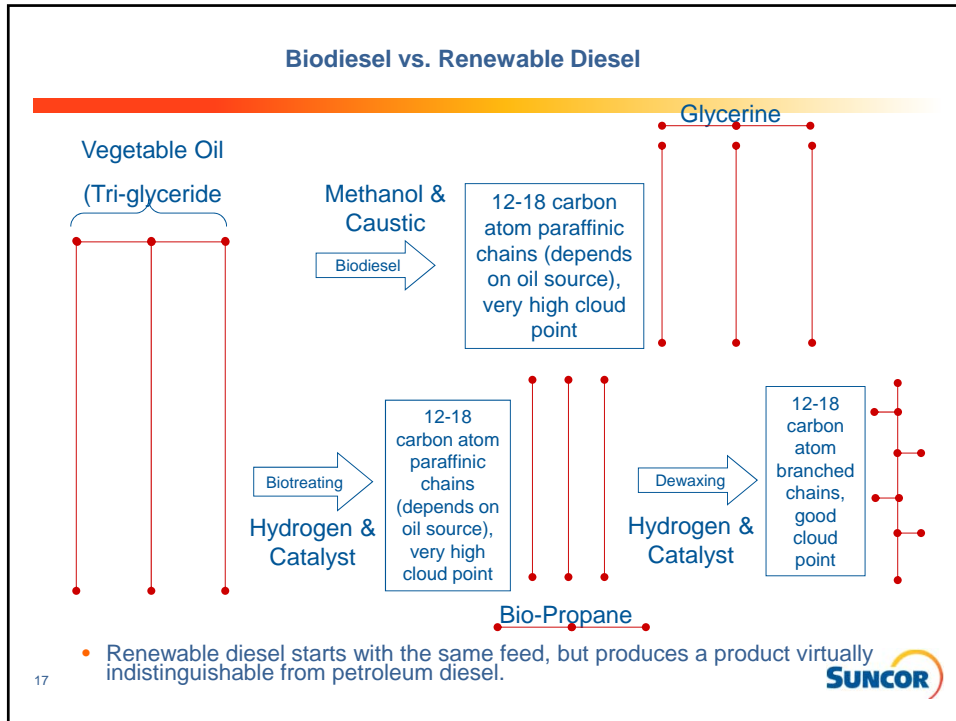 Biodiesel vs. Renewable Diesel
Vegetable Oil
(Tri-glyceride
Methanol &
Caustic
Biodiesel
12-18 carbon
atom paraffinic
chains (depends
on oil source),
very high cloud
point
Glycerine
Biotreating
Hydrogen &
Catalyst
12-18
carbon atom
paraffinic
chains
(depends on
oil source),
very high
cloud point
Bio-Propane
Dewaxing
Hydrogen &
Catalyst
12-18
carbon
atom
branched
chains,
good
cloud
point
• Renewable diesel starts with the same feed, but produces a product virtually
indistinguishable from petroleum diesel.
17
SUNCOR